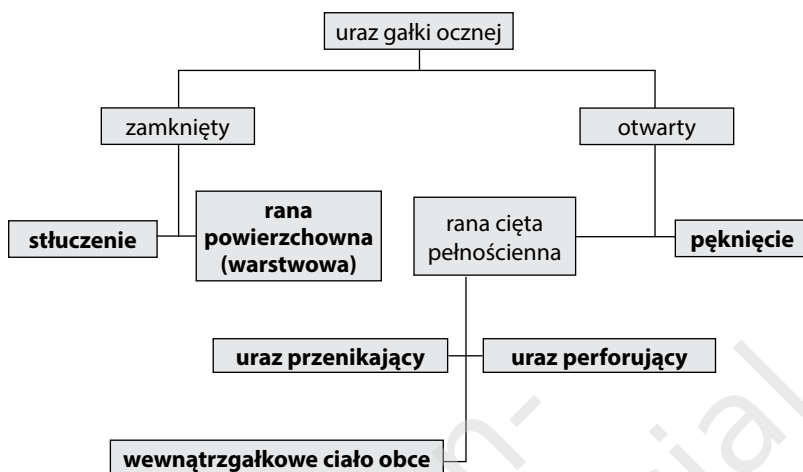 uraz gałki ocznej
zamknięty
otwarty
stłuczenie
rana
powierzchowna
(warstwowa)
rana cięta
pełnościenna
pęknięcie
uraz przenikający
uraz perforujący
wewnątrzgałkowe ciało obce